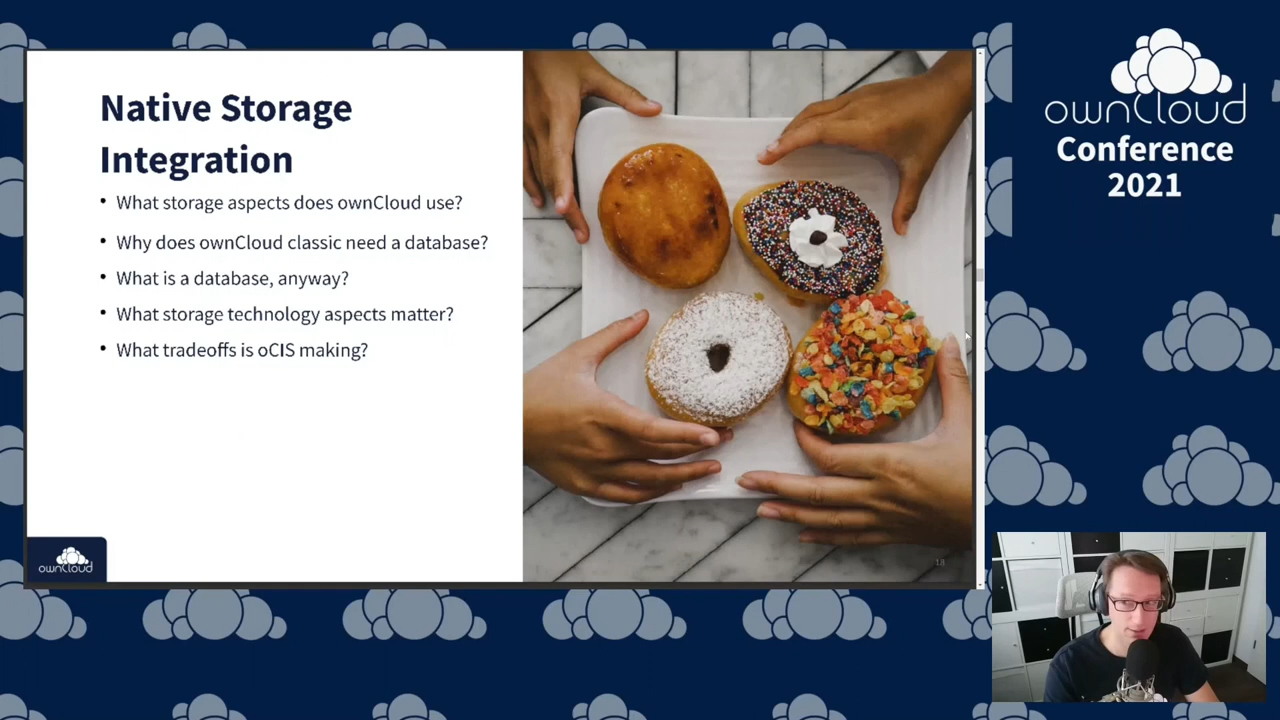 Native Storage
Integration
• What storage aspects does ownCloud use?
• Why does ownCloud classic need a database?
• What is a database, anyway?
• What storage technology aspects matter?
• What tradeoffs is oCIS making?
ownCloud
18
ownCloud
Conference
2021